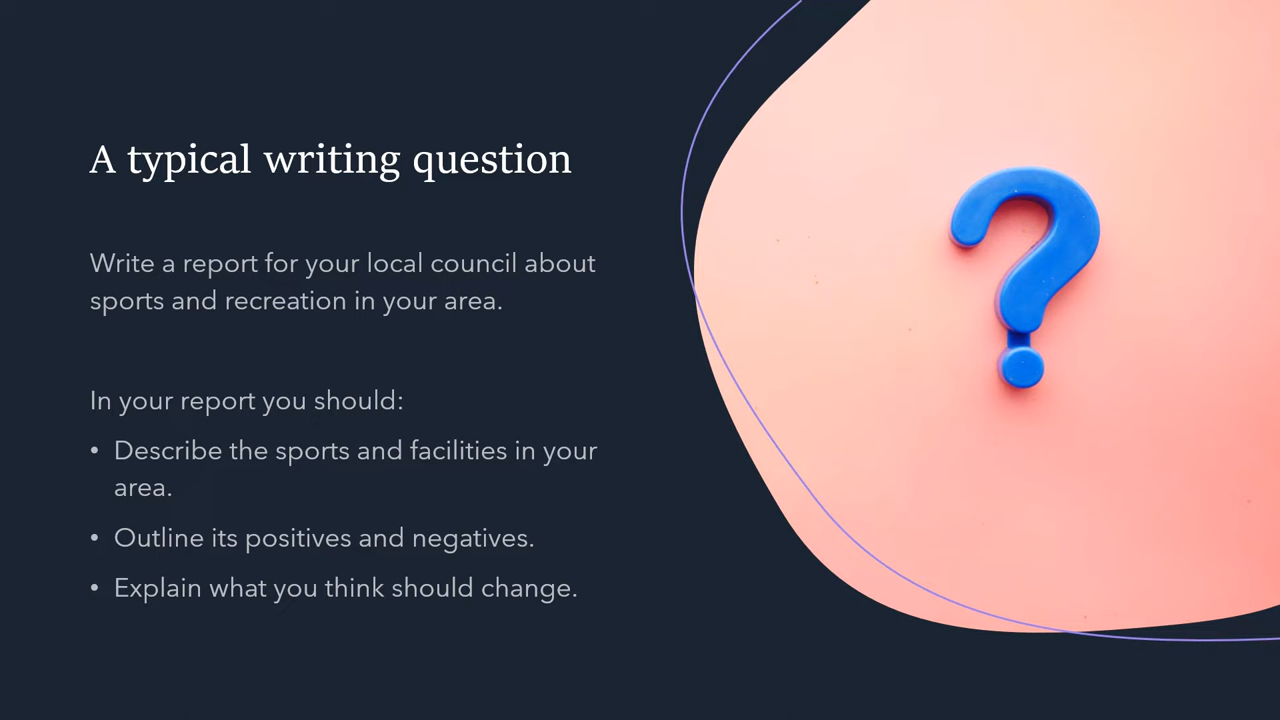 A typical writing question
Write a report for your local council about
sports and recreation in your area.
In your report you should:
• Describe the sports and facilities in your
area.
• Outline its positives and negatives.
• Explain what you think should change.